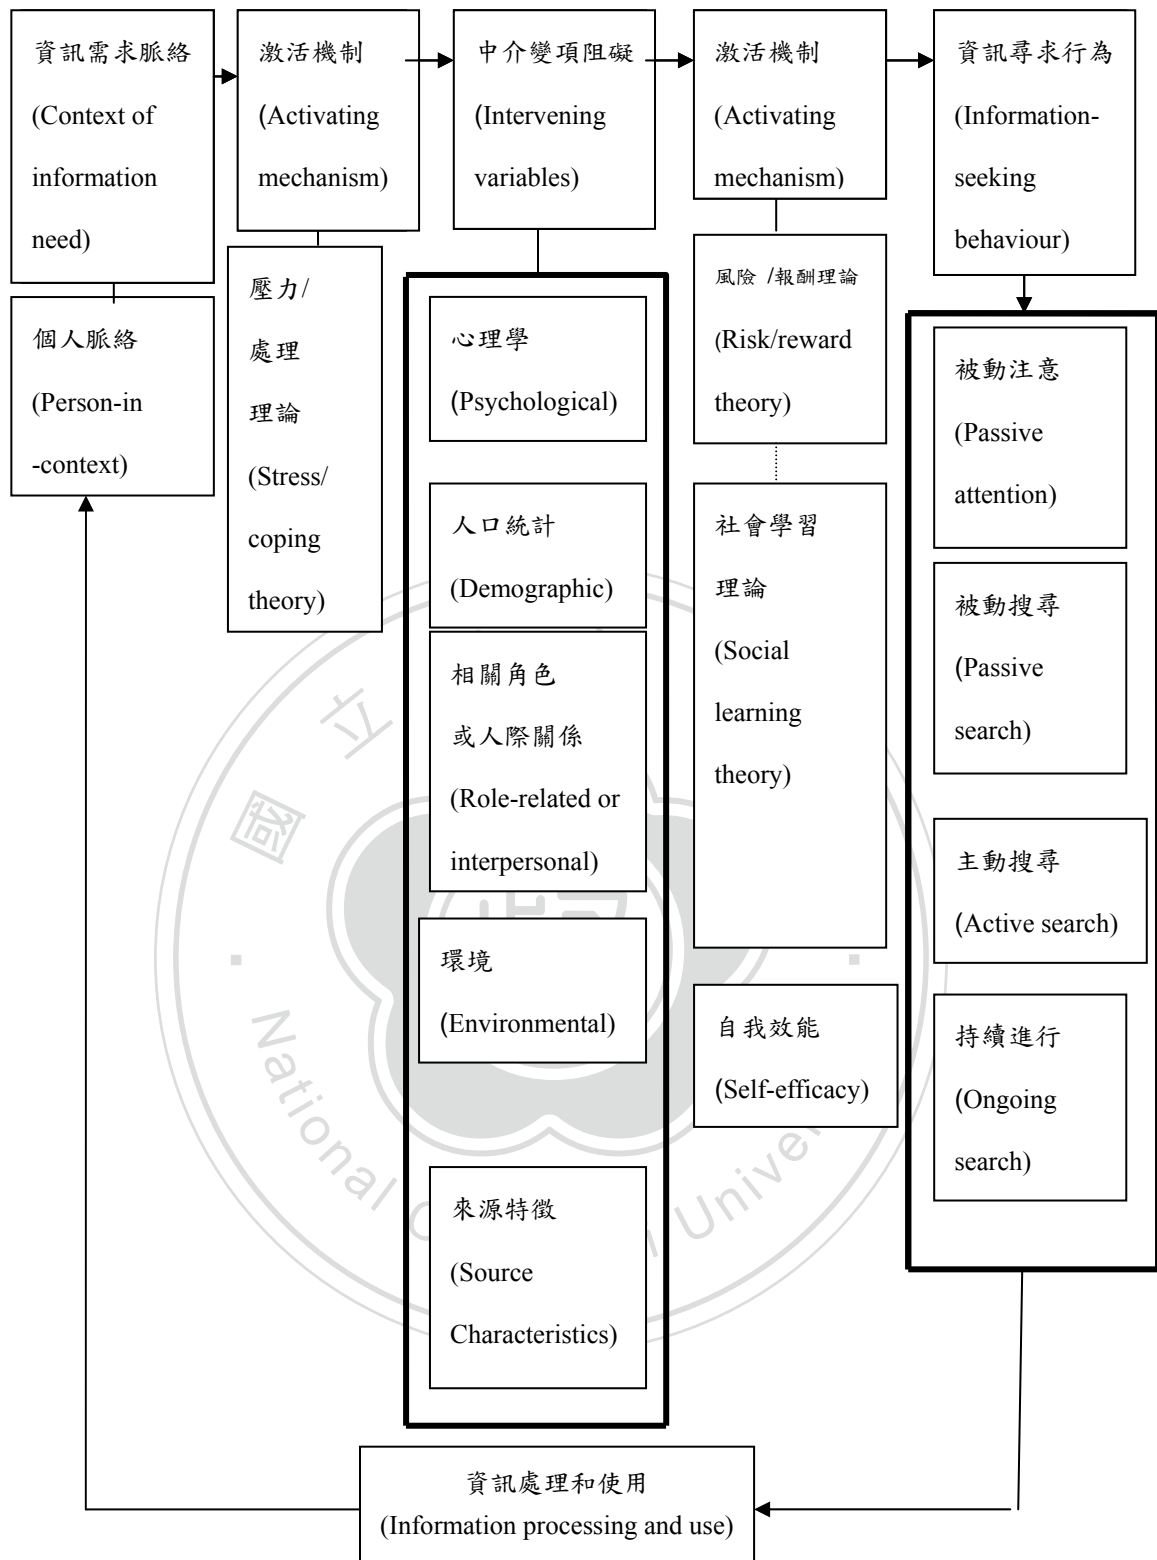 資訊需求脈絡
(Context of
information
need)
激活機制
(Activating
mechanism)
中介變項阻礙
(Intervening
variables)
激活機制
(Activating
mechanism)
資訊尋求行為
(Information-
seeking
behaviour)
個人脈絡
(Person-in
-context)
壓力/
處理
理論
(Stress/
coping
theory)
心理學
(Psychological)
人口統計
(Demographic)
相關角色
或人際關係
(Role-related or
interpersonal)
環境
(Environmental)
來源特徵
(Source
Characteristics)
風險 /報酬理論
(Risk/reward
theory)
社會學習
理論
(Social
learning
theory)
自我效能
(Self-efficacy)
被動注意
(Passive
attention)
被動搜尋
(Passive
search)
主動搜尋
(Active search)
持續進行
(Ongoing
search)
資訊處理和使用
(Information processing and use)
國立
National
Univer